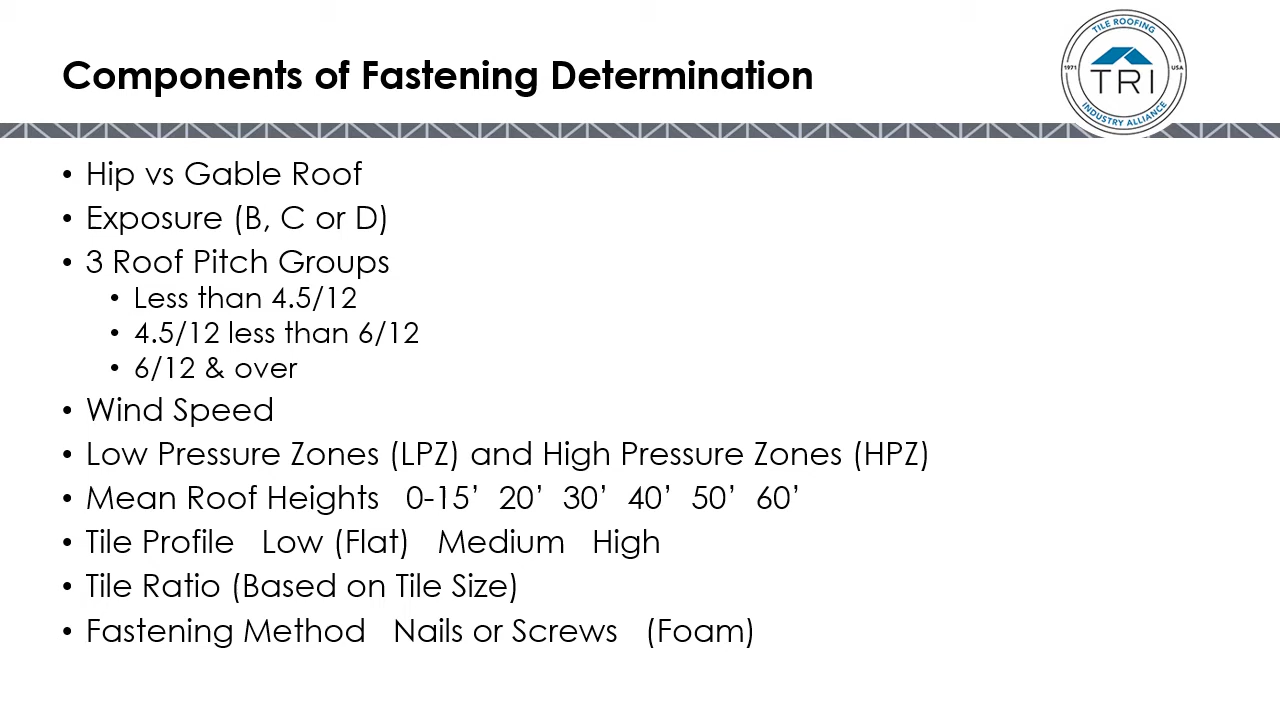 Components of Fastening Determination
TILE ROOFING
1971
USA
TRI
INDUSTRY ALLIANCE
• Hip vs Gable Roof
• Exposure (B, C or D)
• 3 Roof Pitch Groups
• Less than 4.5/12
• 4.5/12 less than 6/12
• 6/12 & over
• Wind Speed
• Low Pressure Zones (LPZ) and High Pressure Zones (HPZ)
• Mean Roof Heights 0-15’ 20’ 30’ 40’ 50’ 60’
• Tile Profile Low (Flat) Medium High
• Tile Ratio (Based on Tile Size)
• Fastening Method Nails or Screws (Foam)